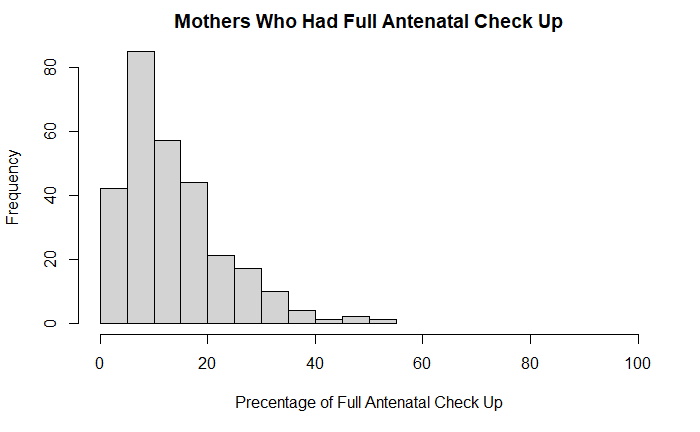 Mothers Who Had Full Antenatal Check Up
Frequency
80
60
40
20
0
0 20 40 60 80 100
Precentage of Full Antenatal Check Up